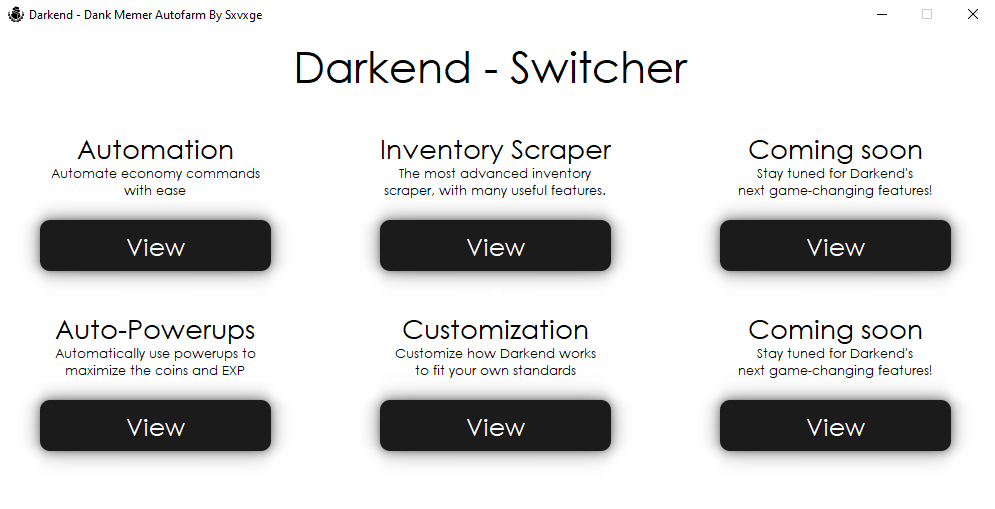 Darkend - Dank Memer Autofarm By Sxvxge
Darkend - Switcher
Automation
Automate economy commands
with ease
View
Inventory Scraper
The most advanced inventory
scraper, with many useful features.
View
Coming soon
Stay tuned for Darkend's
next game-changing features!
View
Auto-Powerups
Automatically use powerups to
maximize the coins and EXP
View
Customization
Customize how Darkend works
to fit your own standards
View
Coming soon
Stay tuned for Darkend's
next game-changing features!
View